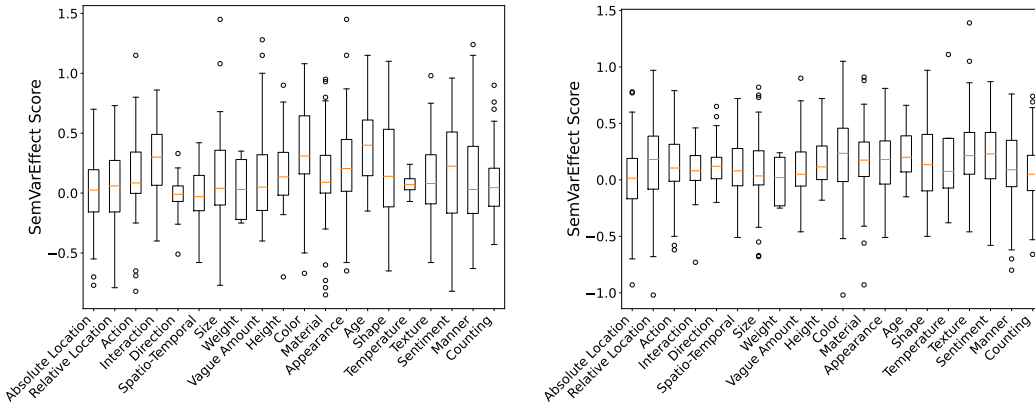 1.5
1.0
0.5
0.0
−0.5
SemVarEffect Score
Absolute Location
Relative Location
Action
Interaction
Direction
Spatio-Temporal
Size
Weight
Vague Amount
Height
Color
Material
Appearance
Age
Shape
Temperature
Texture
Sentiment
Manner
Counting
1.5
1.0
0.5
0.0
−0.5
−1.0
SemVarEffect Score
Absolute Location
Relative Location
Action
Interaction
Direction
Spatio-Temporal
Size
Weight
Vague Amount
Height
Color
Material
Appearance
Age
Shape
Temperature
Texture
Sentiment
Manner
Counting